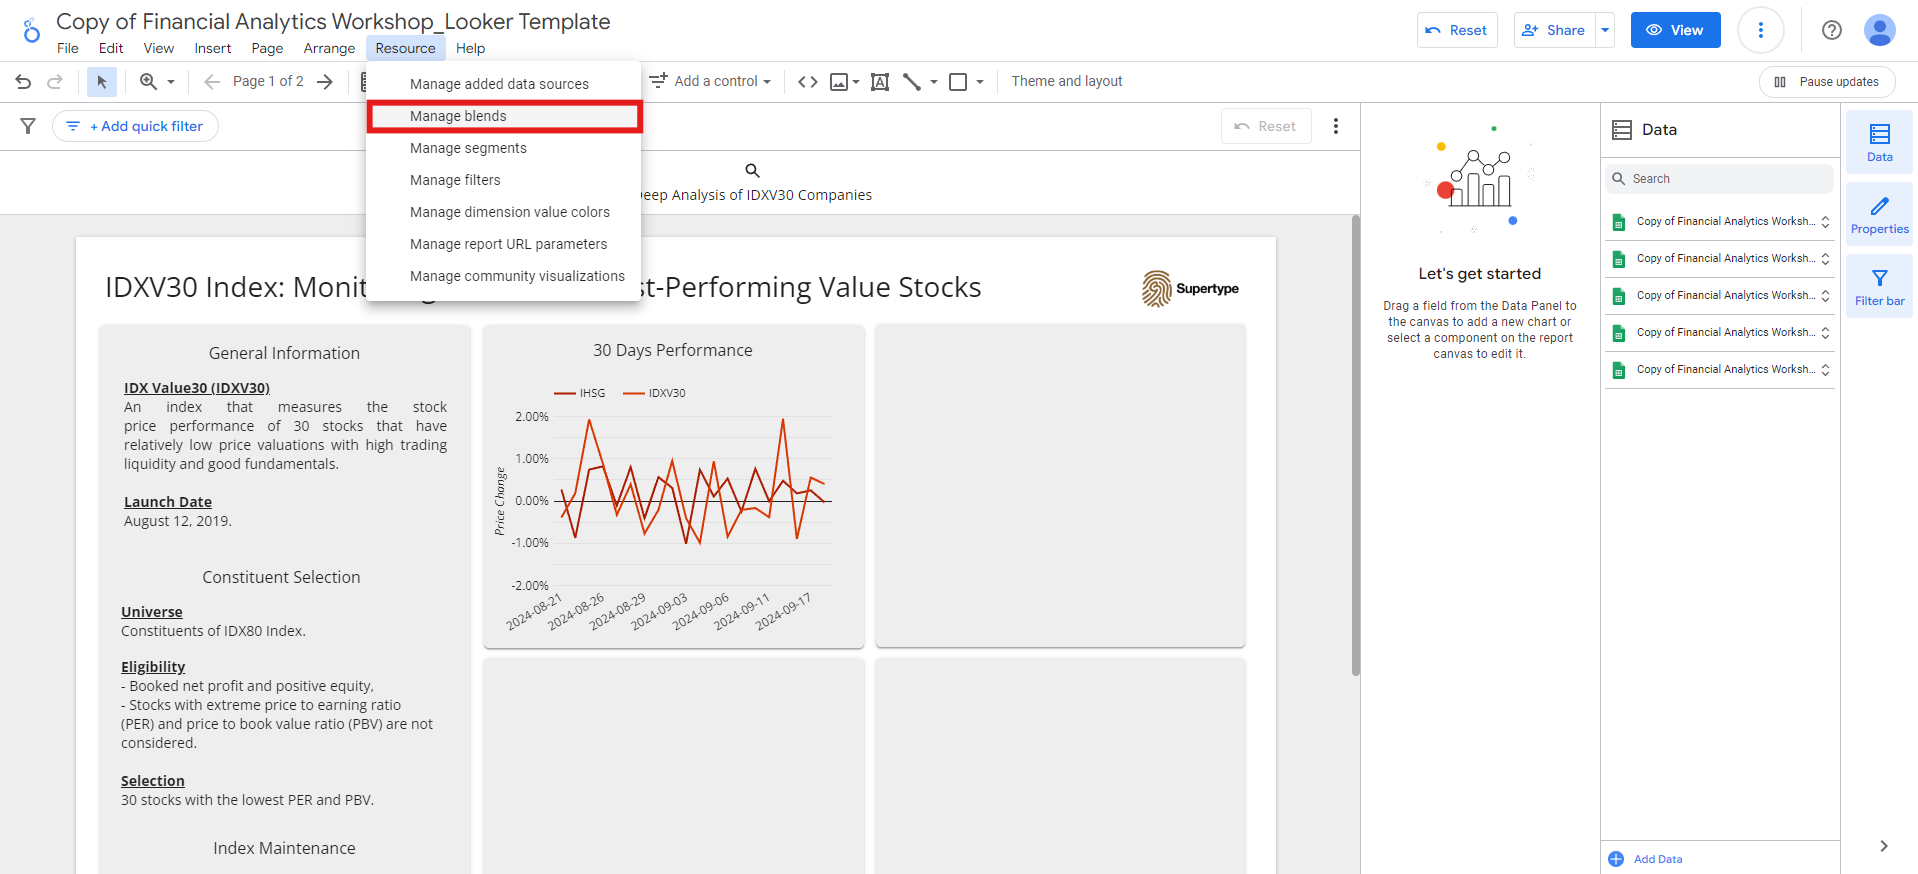 Copy of Financial Analytics Workshop_Looker Template
File Edit View Insert Page Arrange Resource Help
Reset
Share
View
Page 1 of 2
Add a control
Theme and layout
Pause updates
Manage added data sources
Manage blends
Manage segments
Manage filters
Manage dimension value colors
Manage report URL parameters
Manage community visualizations
+ Add quick filter
Reset
Deep Analysis of IDXV30 Companies
IDXV30 Index: Monit g st-Performing Value Stocks
Supertype
General Information
IDX Value30 (IDXV30)
An index that measures the stock
price performance of 30 stocks that have
relatively low price valuations with high trading
liquidity and good fundamentals.
Launch Date
August 12, 2019.
Constituent Selection
Universe
Constituents of IDX80 Index.
Eligibility
- Booked net profit and positive equity,
- Stocks with extreme price to earning ratio
(PER) and price to book value ratio (PBV) are not
considered.
Selection
30 stocks with the lowest PER and PBV.
Index Maintenance
30 Days Performance
IHSG IDXV30
Price Change
2.00%
1.00%
0.00%
-1.00%
-2.00%
2024-08-21 2024-08-26 2024-08-29 2024-09-03 2024-09-06 2024-09-11 2024-09-17
Let's get started
Drag a field from the Data Panel to
the canvas to add a new chart or
select a component on the report
canvas to edit it.
Data
Search
Copy of Financial Analytics Worksh...
Copy of Financial Analytics Worksh...
Copy of Financial Analytics Worksh...
Copy of Financial Analytics Worksh...
Copy of Financial Analytics Worksh...
Add Data
Data
Properties
Filter bar